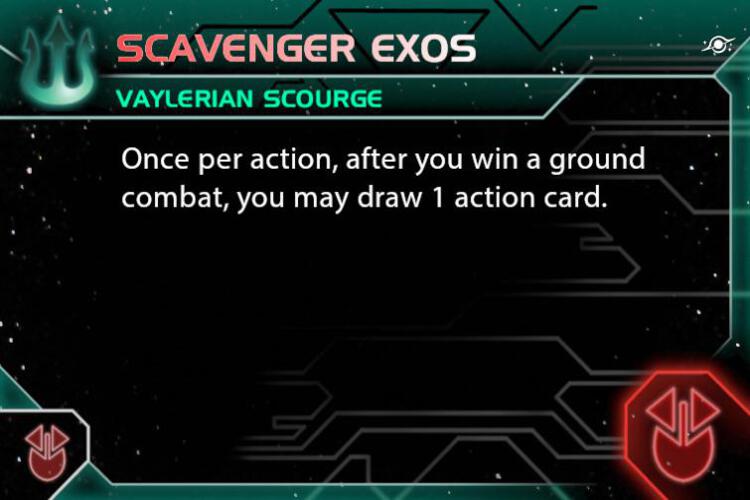 SCAVENGER EXOS
VAYLERIAN SCOURGE
Once per action, after you win a ground
combat, you may draw 1 action card.